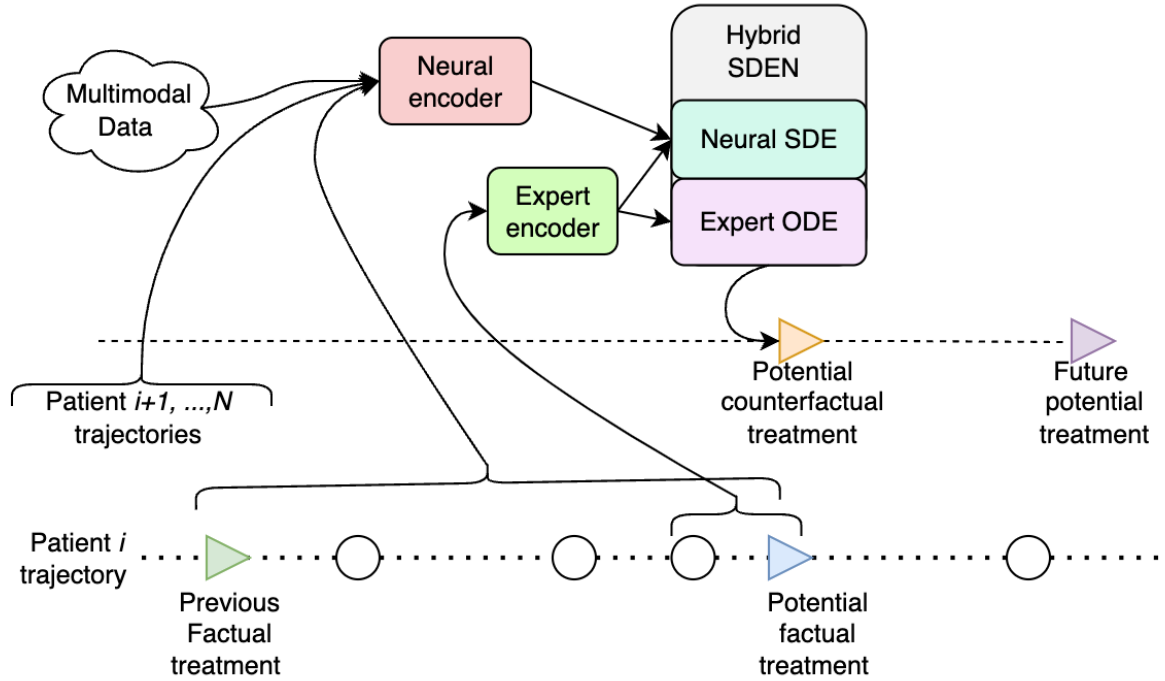 Hybrid
SDEN
Neural
encoder
Multimodal
Data
Neural SDE
Expert
encoder
Expert ODE
Patient i+1, ...,N
trajectories
Potential
counterfactual
treatment
Future
potential
treatment
Patient i
trajectory
Previous
Factual
treatment
Potential
factual
treatment